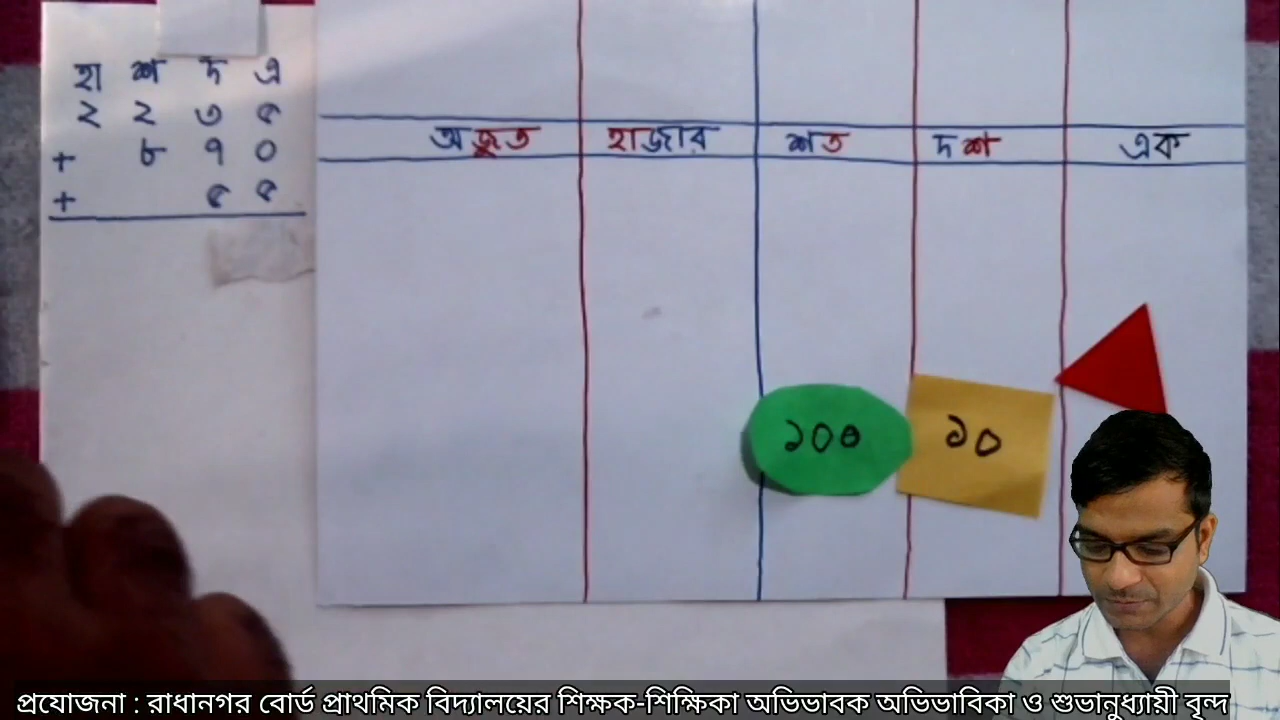 হা শ দ এ
২ ২ ৩ ৫
+ ৮ ৭ ০
+ ৫ ৫
অজুত হাজার শত দশ এক
১০০ ১০
প্রযোজনা : রাধানগর বোর্ড প্রাথমিক বিদ্যালয়ের শিক্ষক-শিক্ষিকা অভিভাবক অভিভাবিকা ও শুভানুধ্যায়ী বৃন্দ